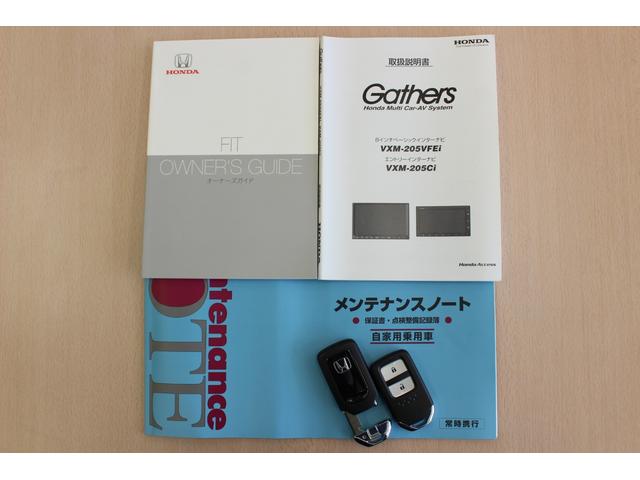 HONDA
FIT
OWNER'S GUIDE
オーナーズガイド
HONDA
取扱説明書
Gathers
Honda Multi Car-AV System
8インチベーシックインターナビ
VXM-205VFEi
エントリーインターナビ
VXM-205Ci
Honda Access
HONDA
ntenance
OTE
メンテナンスノート
● 保証書・点検整備記録簿 ●
自家用乗用車
常時携行